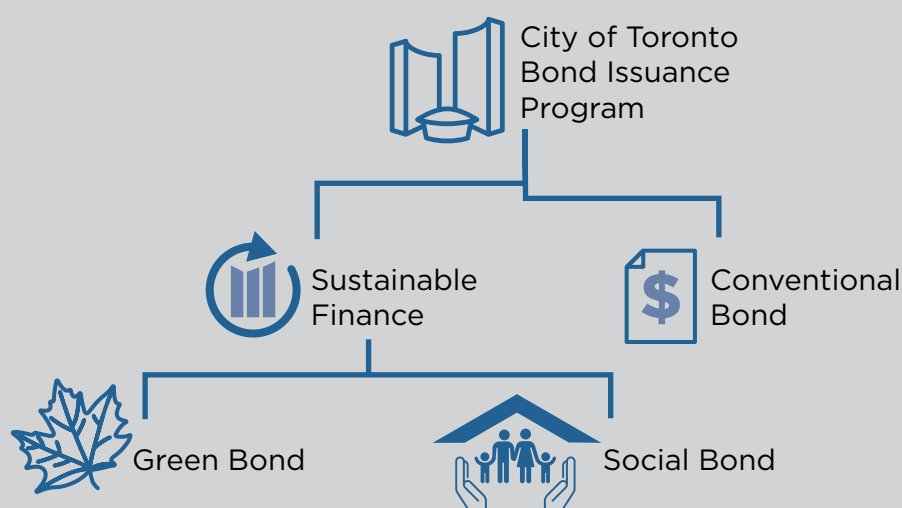 City of Toronto
Bond Issuance
Program
Sustainable
Finance
$
Conventional
Bond
Green Bond
Social Bond